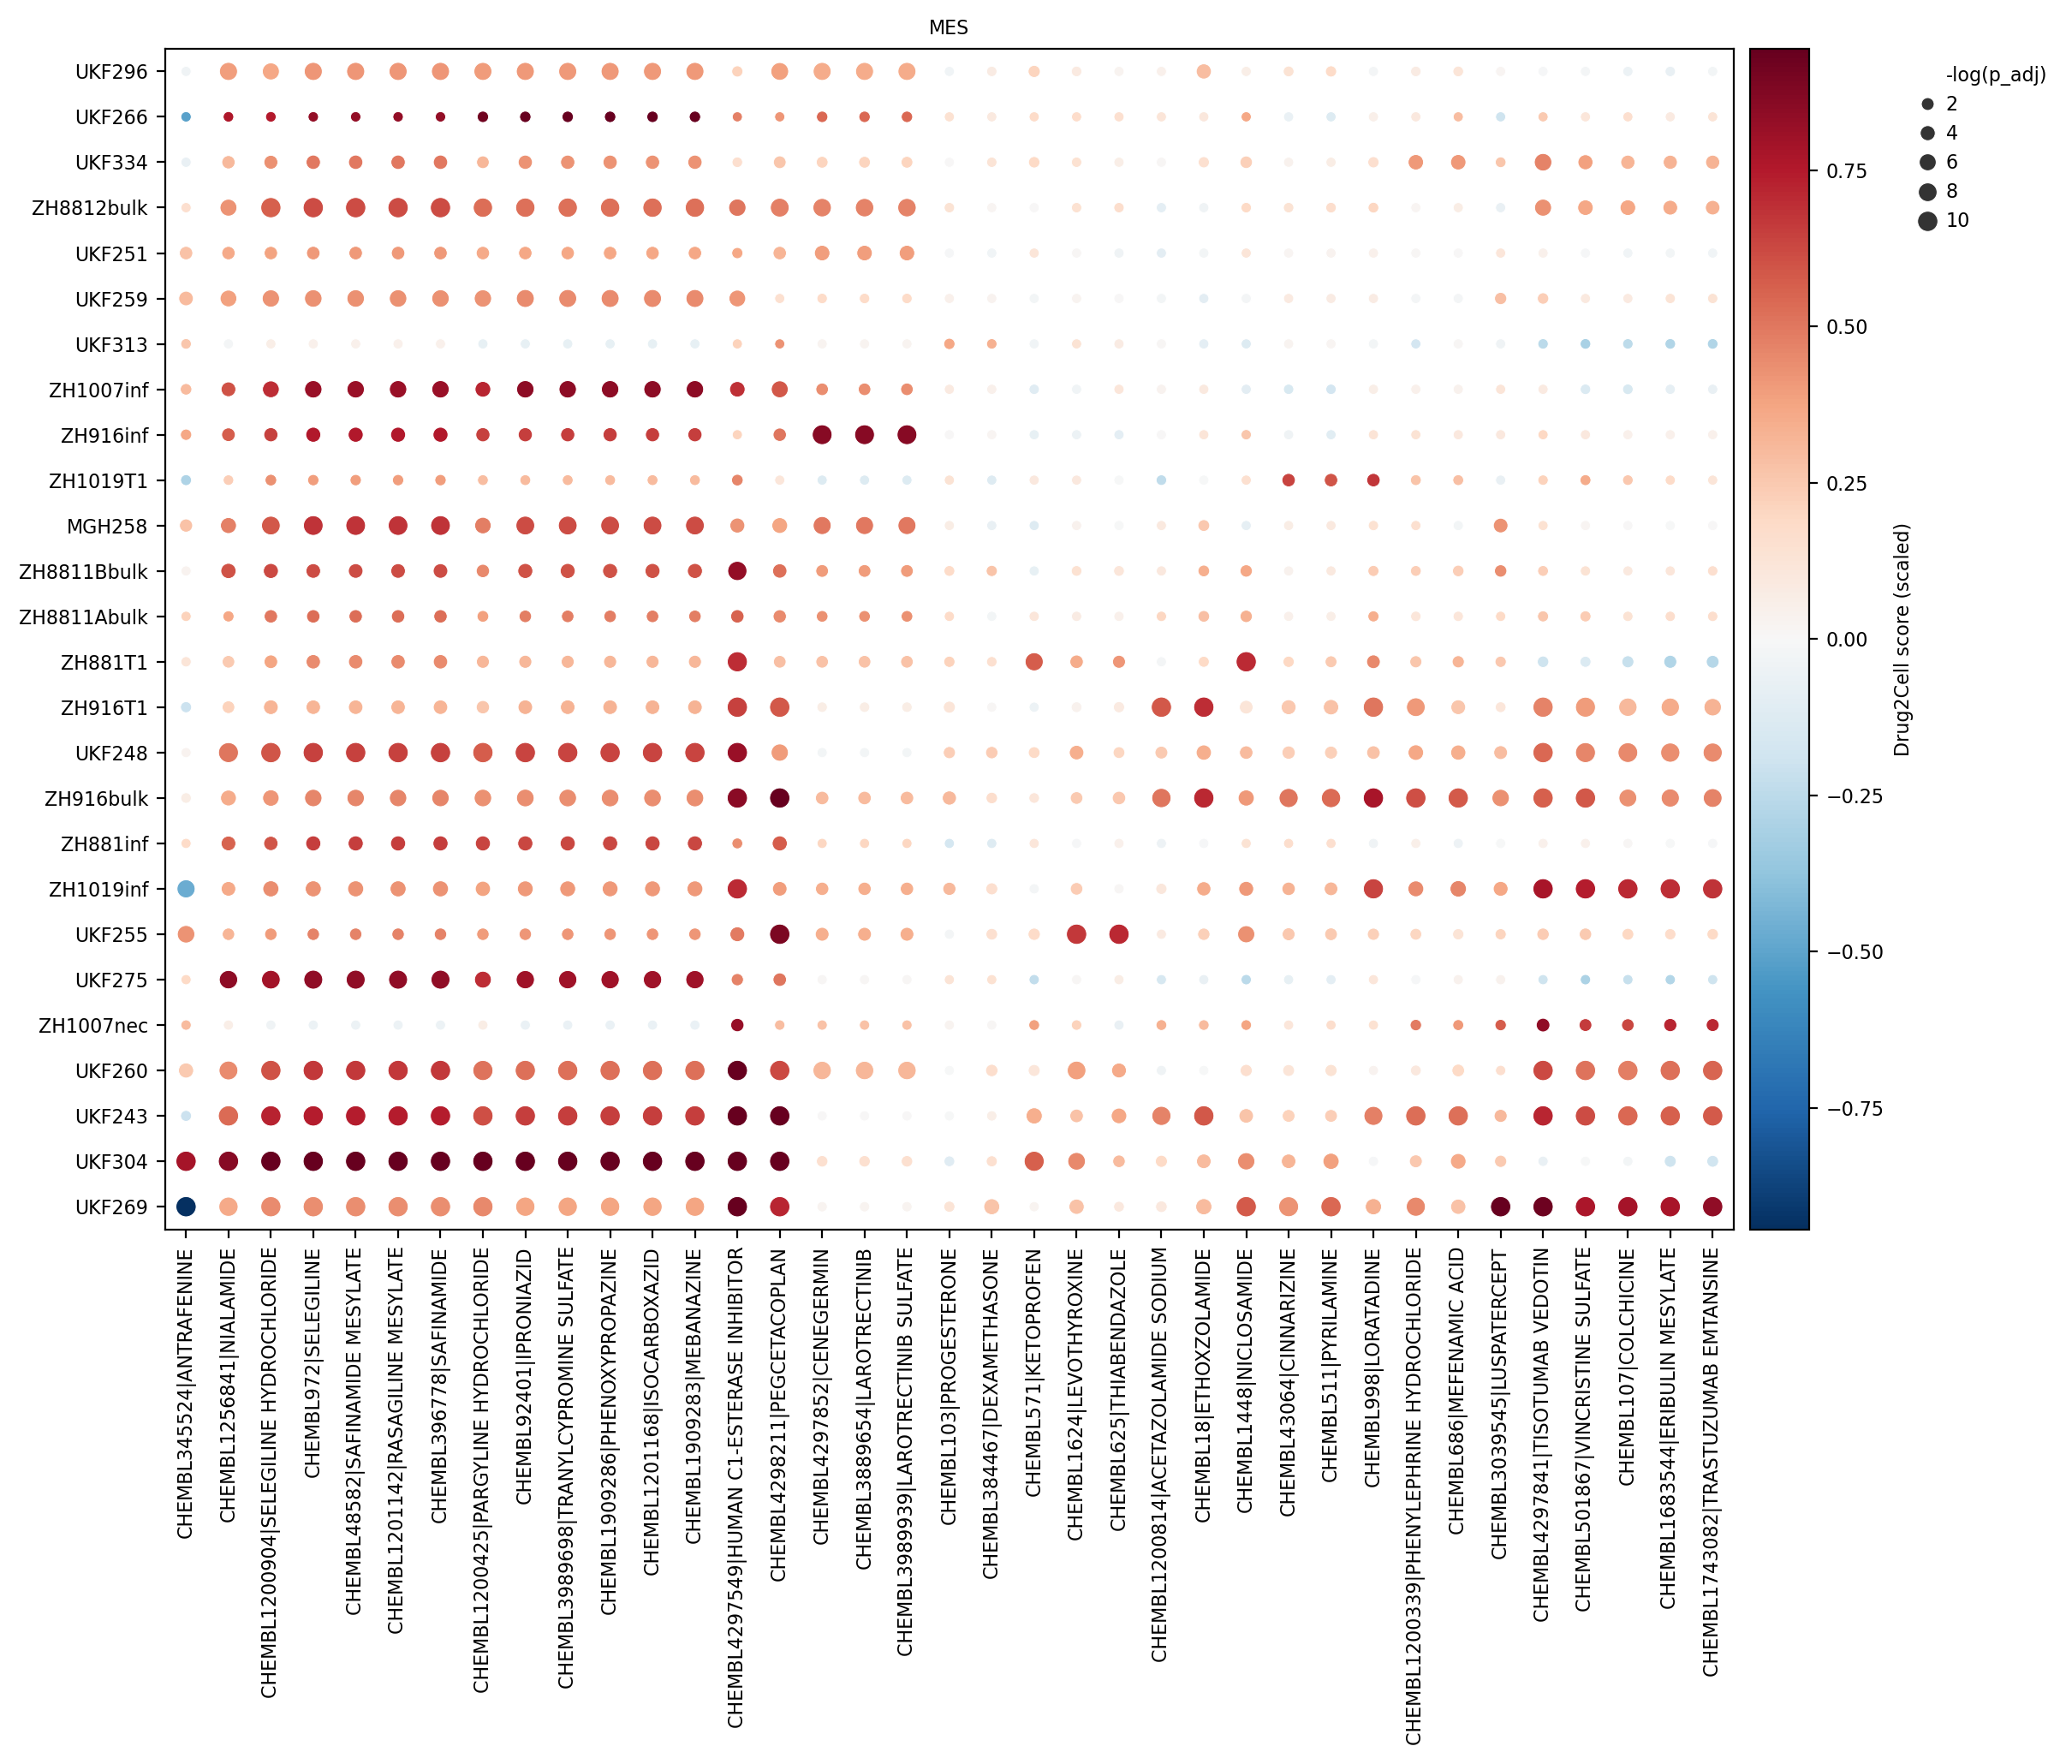 MES
UKF296
UKF266
UKF334
ZH8812bulk
UKF251
UKF259
UKF313
ZH1007inf
ZH916inf
ZH1019T1
MGH258
ZH8811Bbulk
ZH8811Abulk
ZH881T1
ZH916T1
UKF248
ZH916bulk
ZH881inf
ZH1019inf
UKF255
UKF275
ZH1007nec
UKF260
UKF243
UKF304
UKF269
CHEMBL345524|ANTRAFENINE
CHEMBL1256841|NIALAMIDE
CHEMBL1200904|SELEGILINE HYDROCHLORIDE
CHEMBL972|SELEGILINE
CHEMBL48582|SAFINAMIDE MESYLATE
CHEMBL1201142|RASAGILINE MESYLATE
CHEMBL396778|SAFINAMIDE
CHEMBL1200425|PARGYLINE HYDROCHLORIDE
CHEMBL92401|IPRONIAZID
CHEMBL3989698|TRANYLCYPROMINE SULFATE
CHEMBL1909286|PHENOXYPROPAZINE
CHEMBL1201168|ISOCARBOXAZID
CHEMBL1909283|MEBANAZINE
CHEMBL4297549|HUMAN C1-ESTERASE INHIBITOR
CHEMBL4298211|PEGCETACOPLAN
CHEMBL4297852|CENEGERMIN
CHEMBL3889654|LAROTRECTINIB
CHEMBL3989939|LAROTRECTINIB SULFATE
CHEMBL103|PROGESTERONE
CHEMBL384467|DEXAMETHASONE
CHEMBL571|KETOPROFEN
CHEMBL1624|LEVOTHYROXINE
CHEMBL625|THIABENDAZOLE
CHEMBL1200814|ACETAZOLAMIDE SODIUM
CHEMBL18|ETHOXZOLAMIDE
CHEMBL1448|NICLOSAMIDE
CHEMBL43064|CINNARIZINE
CHEMBL511|PYRILAMINE
CHEMBL998|LORATADINE
CHEMBL1200339|PHENYLEPHRINE HYDROCHLORIDE
CHEMBL686|MEFENAMIC ACID
CHEMBL3039545|LUSPATERCEPT
CHEMBL4297841|TISOTUMAB VEDOTIN
CHEMBL501867|VINCRISTINE SULFATE
CHEMBL107|COLCHICINE
CHEMBL1683544|ERIBULIN MESYLATE
CHEMBL1743082|TRASTUZUMAB EMTANSINE
0.75
0.50
0.25
0.00
−0.25
−0.50
−0.75
Drug2Cell score (scaled)
-log(p_adj)
2
4
6
8
10